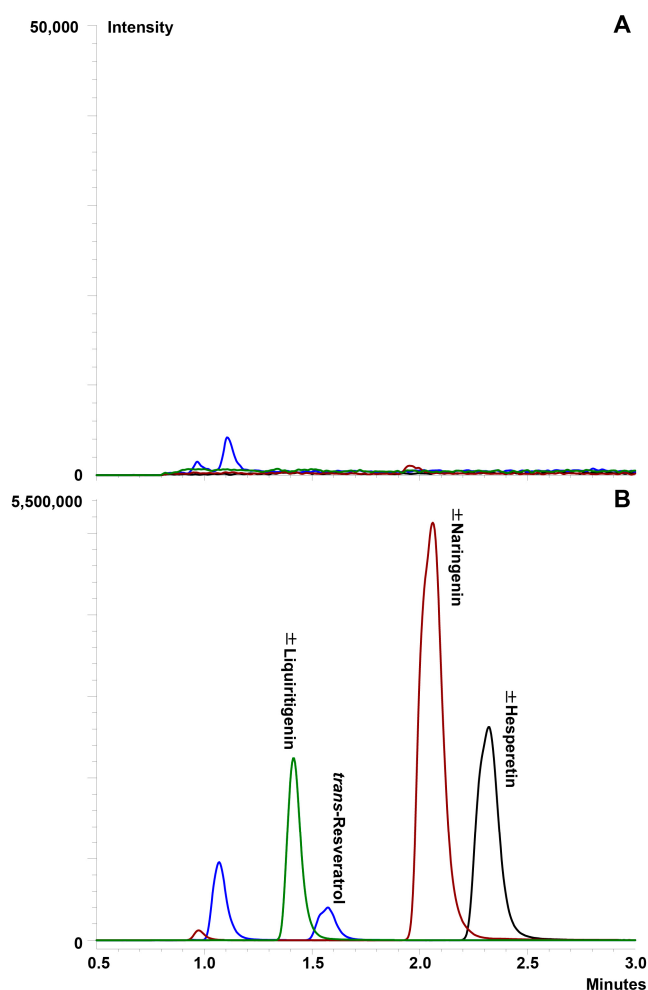 A
50,000
Intensity
0
B
5,500,000
±Naringenin
±Liquiritigenin
±Hesperetin
trans-Resveratrol
0
0.5 1.0 1.5 2.0 2.5 3.0
Minutes